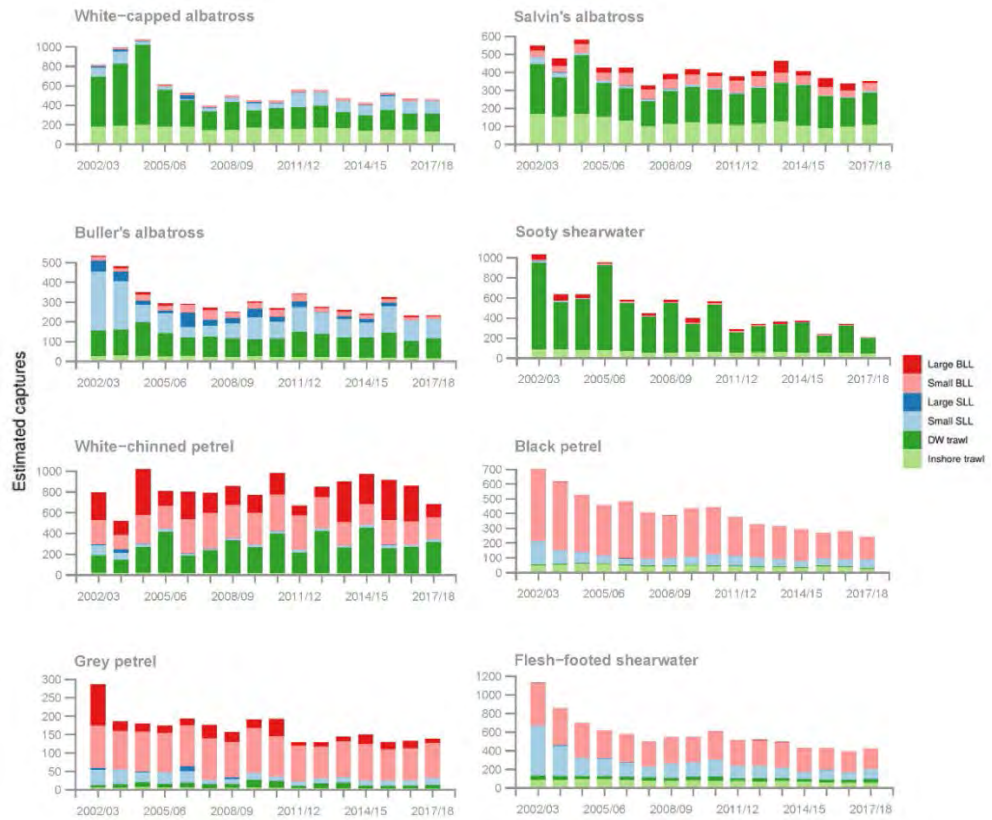 White-capped albatross
1000
800
600
400
200
0
2002/03 2005/06 2008/09 2011/12 2014/15 2017/18
Salvin's albatross
600
500
400
300
200
100
0
2002/03 2005/06 2008/09 2011/12 2014/15 2017/18
Buller's albatross
500
400
300
200
100
0
2002/03 2005/06 2008/09 2011/12 2014/15 2017/18
Sooty shearwater
1000
800
600
400
200
0
2002/03 2005/06 2008/09 2011/12 2014/15 2017/18
Estimated captures
Large BLL
Small BLL
Large SLL
Small SLL
DW trawl
Inshore trawl
White-chinned petrel
1000
800
600
400
200
0
2002/03 2005/06 2008/09 2011/12 2014/15 2017/18
Black petrel
700
600
500
400
300
200
100
0
2002/03 2005/06 2008/09 2011/12 2014/15 2017/18
Grey petrel
300
250
200
150
100
50
0
2002/03 2005/06 2008/09 2011/12 2014/15 2017/18
Flesh-footed shearwater
1200
1000
800
600
400
200
0
2002/03 2005/06 2008/09 2011/12 2014/15 2017/18